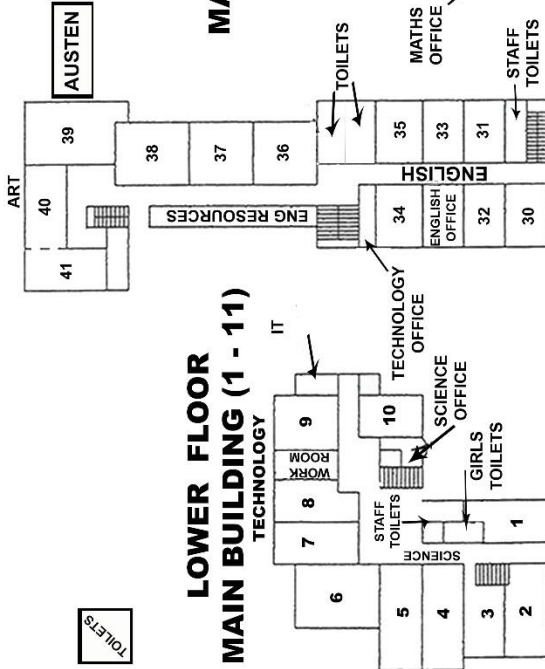 AUSTEN
MA
ART
39
40
41
38
37
36
TOILETS
MATHS
OFFICE
ENG RESOURCES
35
33
31
STAFF
TOILETS
ENGLISH
34
ENGLISH
OFFICE
32
30
TECHNOLOGY
OFFICE
LOWER FLOOR
MAIN BUILDING (1 - 11)
TECHNOLOGY
IT
9
WORK
ROOM
8
7
10
SCIENCE
OFFICE
GIRLS
TOILETS
STAFF
TOILETS
SCIENCE
1
6
5
4
3
2
TOILETS